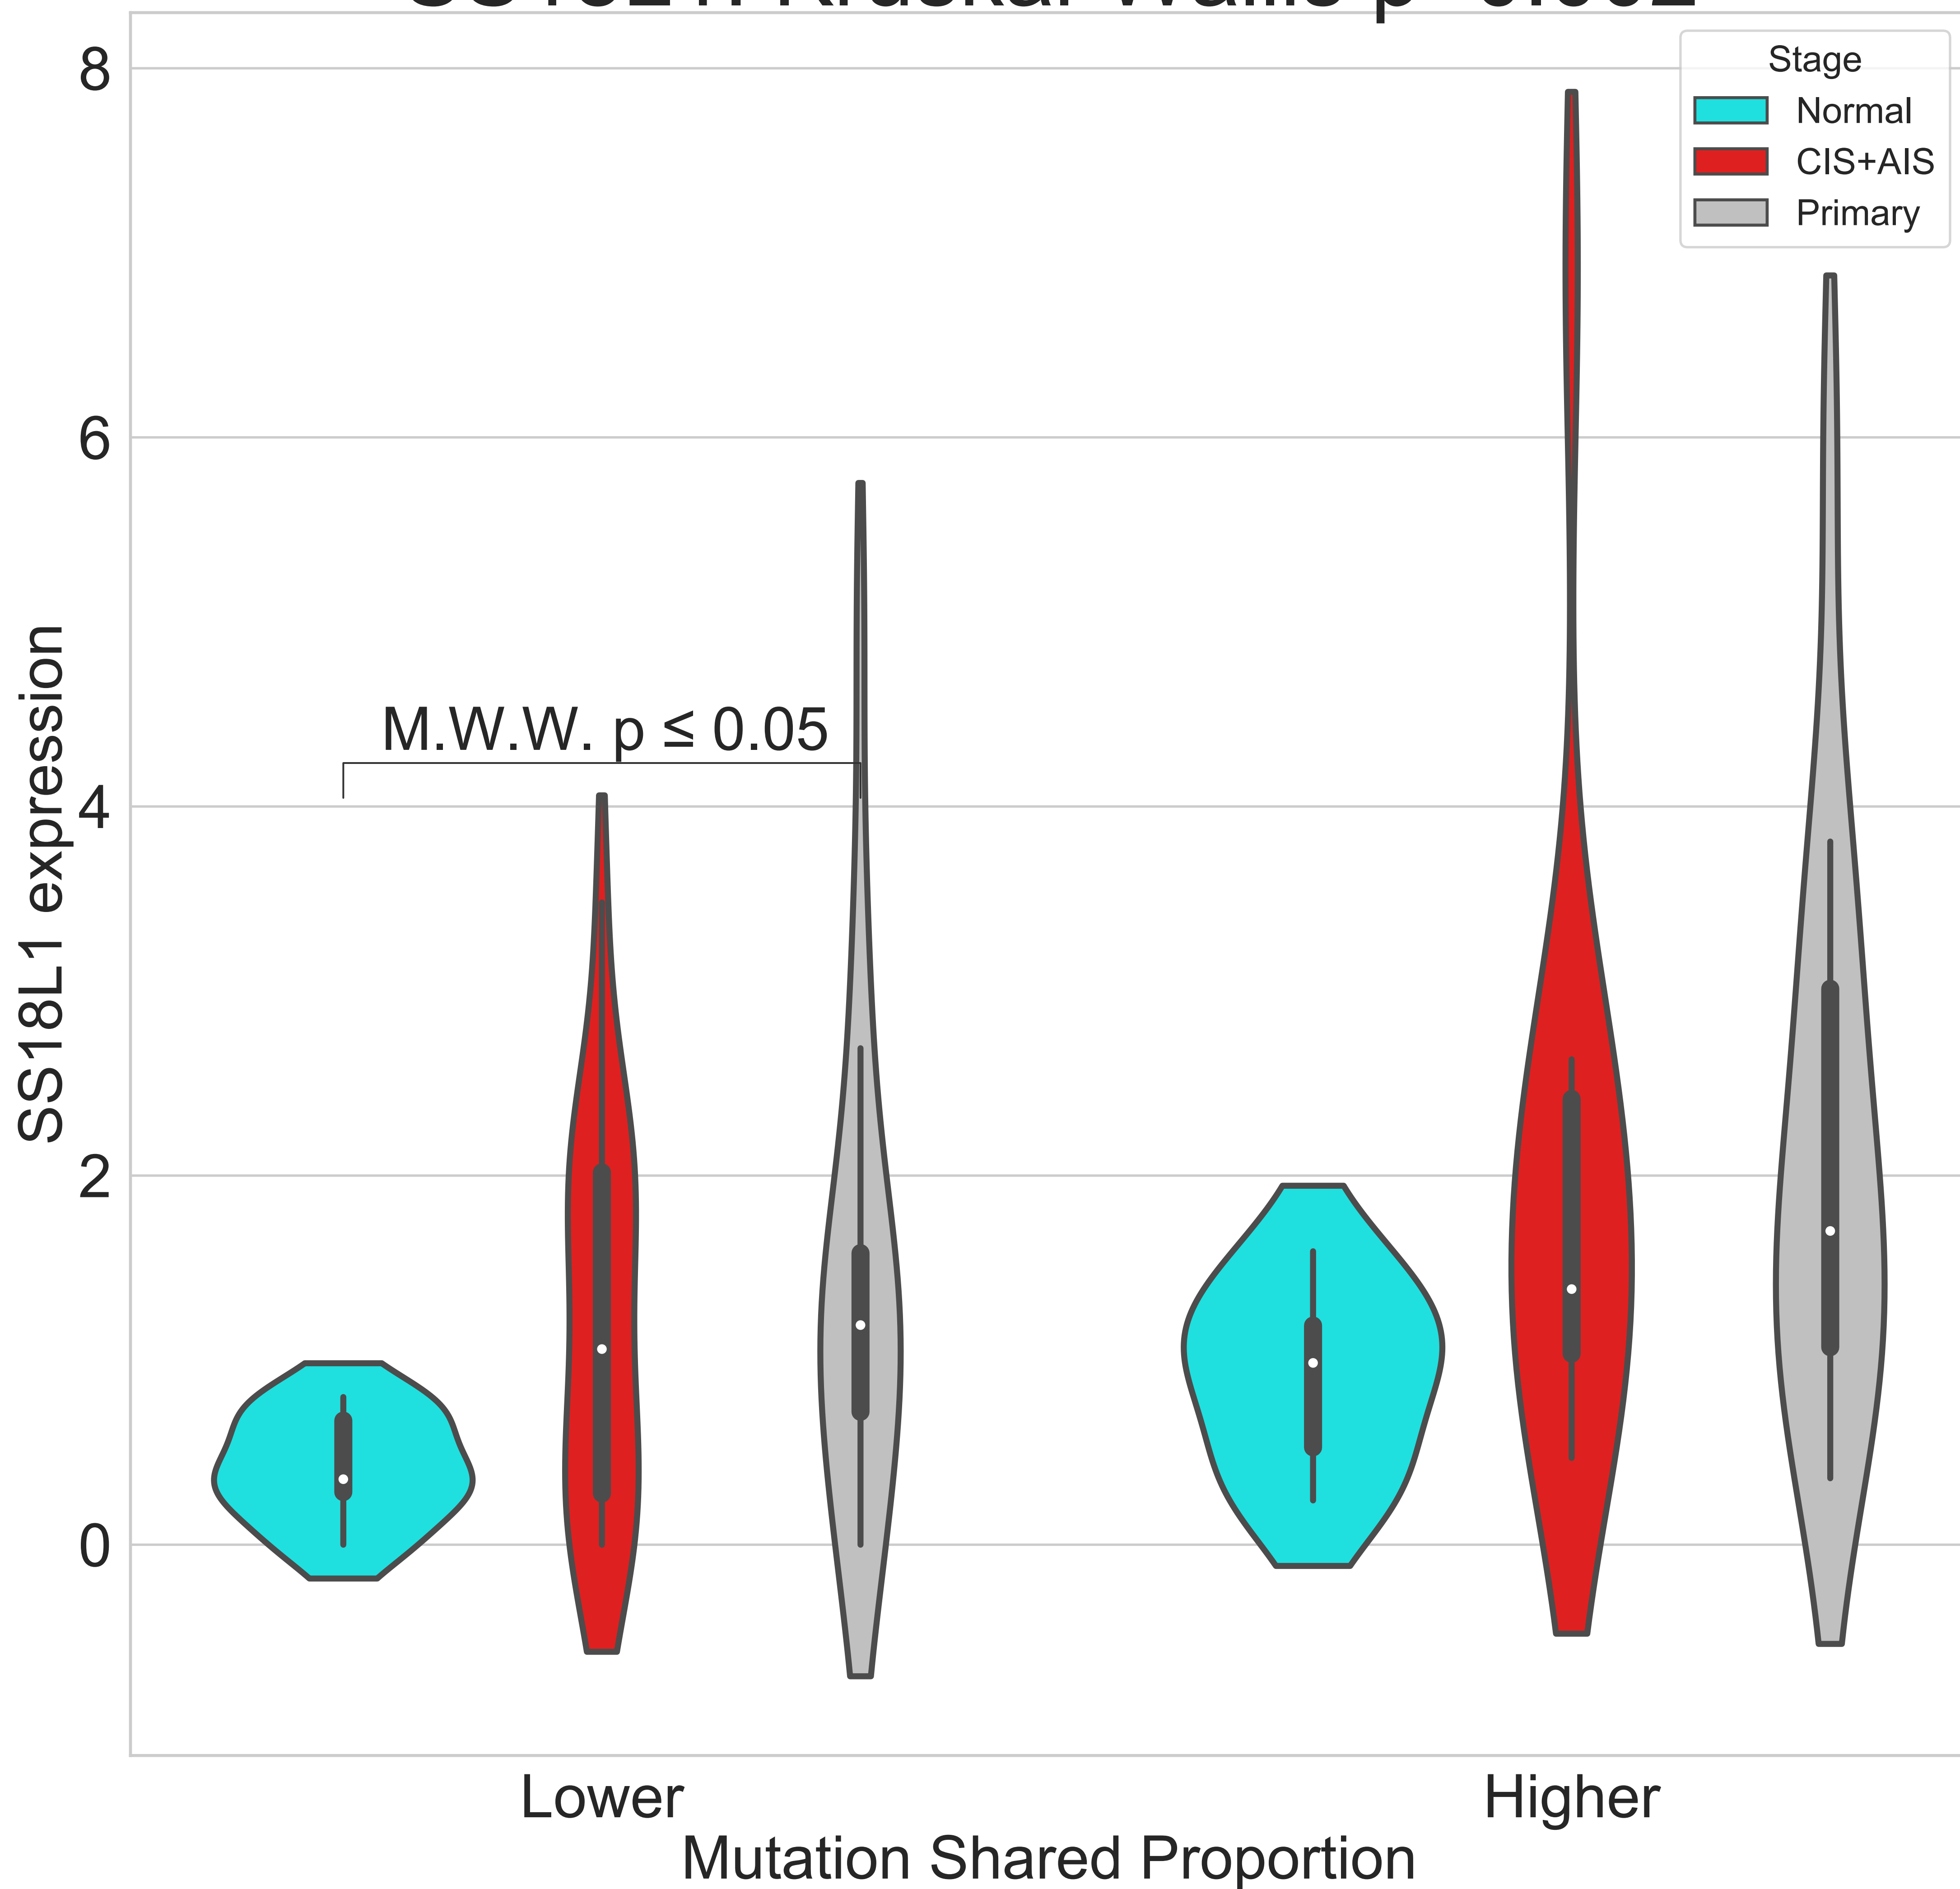 8
6
4
2
0
SS18L1 expression
Stage
Normal
CIS+AIS
Primary
M.W.W. p ≤ 0.05
Lower
Higher
Mutation Shared Proportion